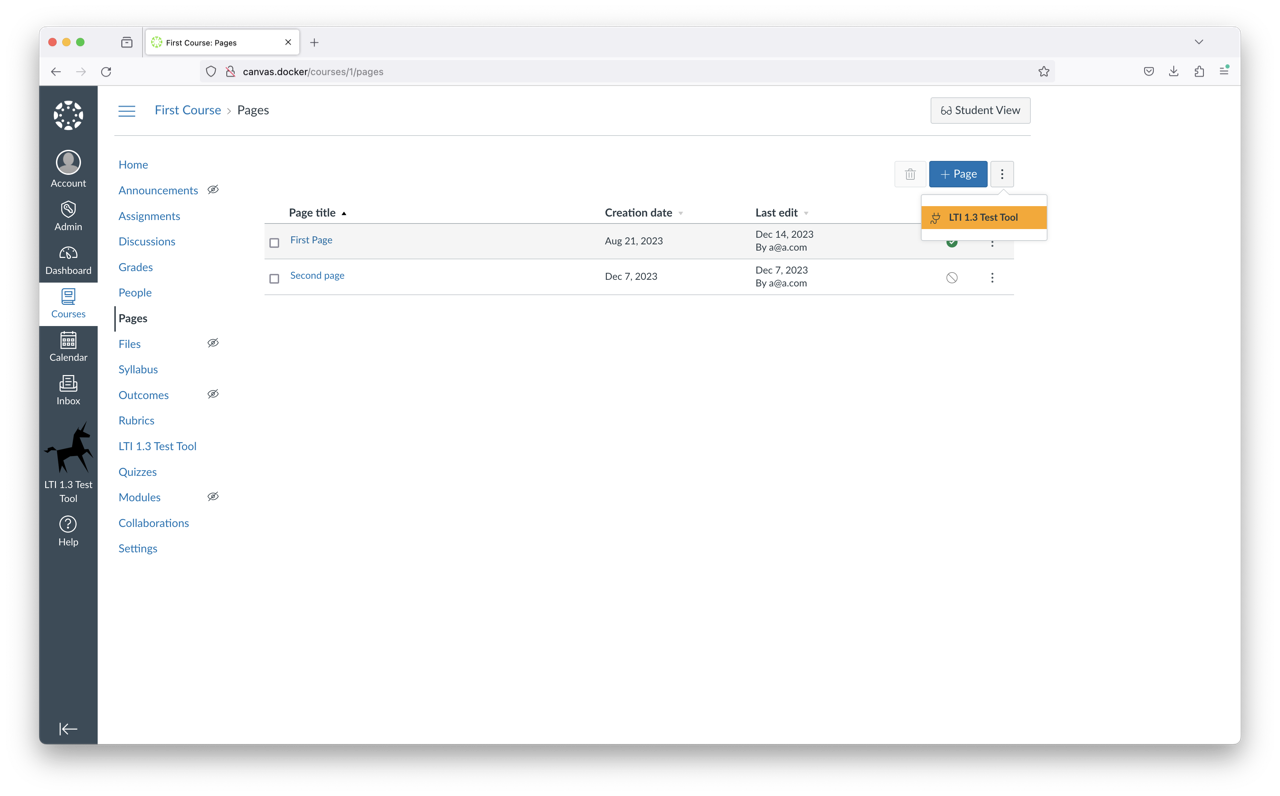 First Course: Pages
canvas.docker/courses/1/pages
First Course › Pages
Student View
Account
Admin
Dashboard
Courses
Calendar
Inbox
LTI 1.3 Test
Tool
Help
Home
Announcements
Assignments
Discussions
Grades
People
Pages
Files
Syllabus
Outcomes
Rubrics
LTI 1.3 Test Tool
Quizzes
Modules
Collaborations
Settings
+ Page
LTI 1.3 Test Tool
Page title Creation date Last edit
First Page Aug 21, 2023 Dec 14, 2023
By a@a.com
Second page Dec 7, 2023 Dec 7, 2023
By a@a.com